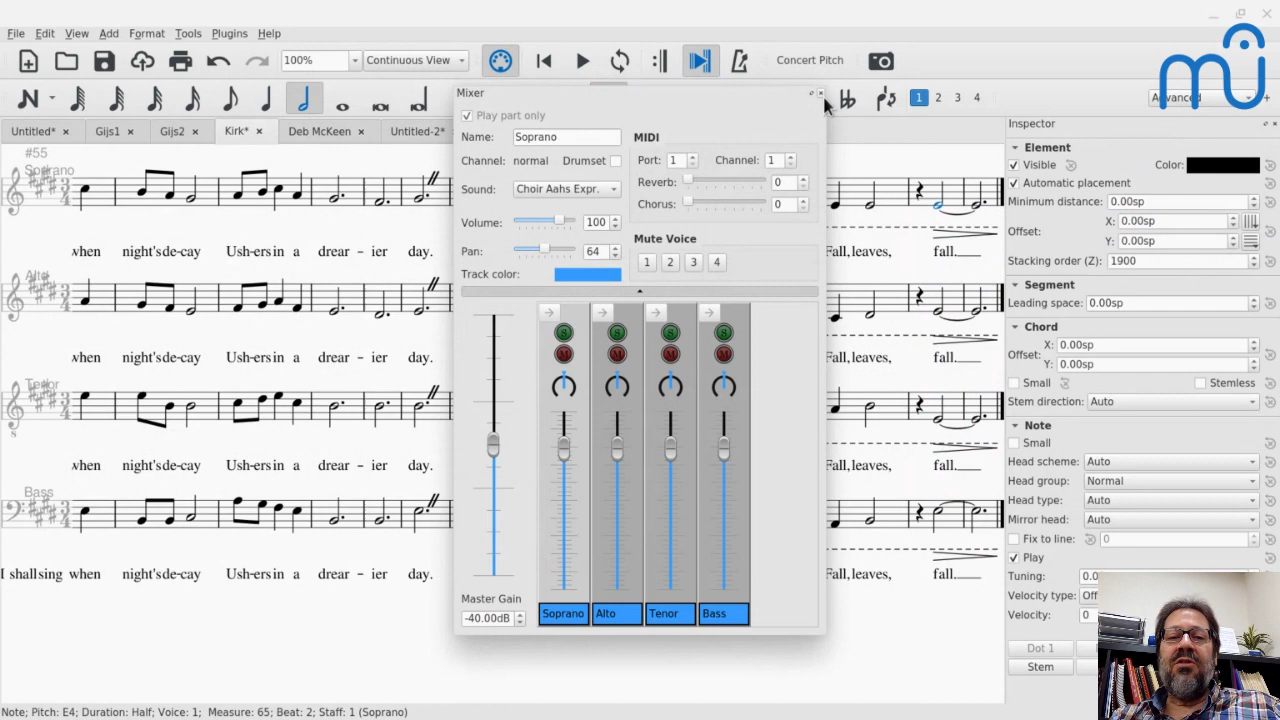 File Edit View Add Format Tools Plugins Help
100% Continuous View Concert Pitch
N 1 2 3 4 Advanced +
Untitled* × Gijs1 × Gijs2 × Kirk* × Deb McKeen × Untitled-2* ×
#55
Soprano
when night's de-cay Ush-ers in a drear - ier day. Fall, leaves, fall.
Alto
when night's de-cay Ush-ers in a drear - ier day. Fall, leaves, fall.
Tenor
when night's de-cay Ush-ers in a drear - ier day. Fall, leaves, fall.
Bass
I shall sing when night's de-cay Ush-ers in a drear - ier day. Fall, leaves, fall.
Mixer
Play part only
Name: Soprano
Channel: normal Drumset
Sound: Choir Aahs Expr.
Volume: 100
Pan: 64
Track color:
MIDI
Port: 1 Channel: 1
Reverb: 0
Chorus: 0
Mute Voice
1 2 3 4
S S S S
M M M M
Master Gain
-40.00dB
Soprano Alto Tenor Bass
Inspector
Element
Visible Color:
Automatic placement
Minimum distance: 0.00sp
Offset: X: 0.00sp
Y: 0.00sp
Stacking order (Z): 1900
Segment
Leading space: 0.00sp
Chord
Offset: X: 0.00sp
Y: 0.00sp
Small Stemless
Stem direction: Auto
Note
Small
Head scheme: Auto
Head group: Normal
Head type: Auto
Mirror head: Auto
Fix to line: 0
Play
Tuning: 0.0
Velocity type: Off
Velocity: 0
Dot 1
Stem
Note; Pitch: E4; Duration: Half; Voice: 1; Measure: 65; Beat: 2; Staff: 1 (Soprano)